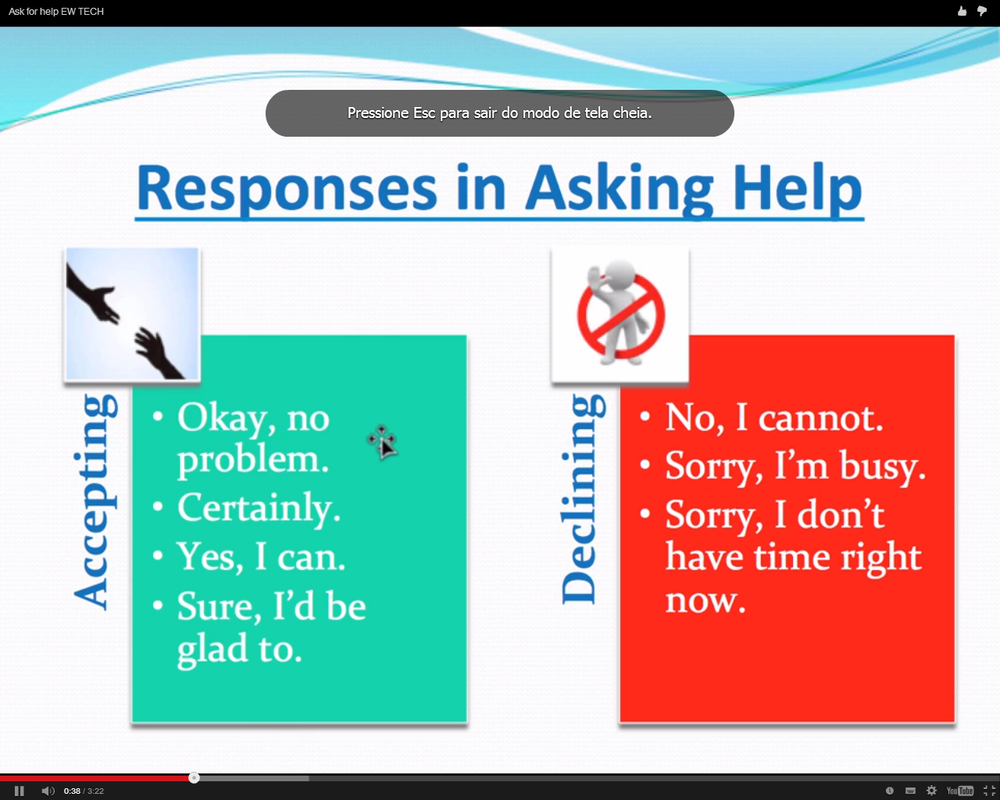 Ask for help EW TECH
Pressione Esc para sair do modo de tela cheia.
Responses in Asking Help
Accepting
• Okay, no
problem.
• Certainly.
• Yes, I can.
• Sure, I’d be
glad to.
Declining
• No, I cannot.
• Sorry, I’m busy.
• Sorry, I don’t
have time right
now.
0:38 / 3:22
YouTube